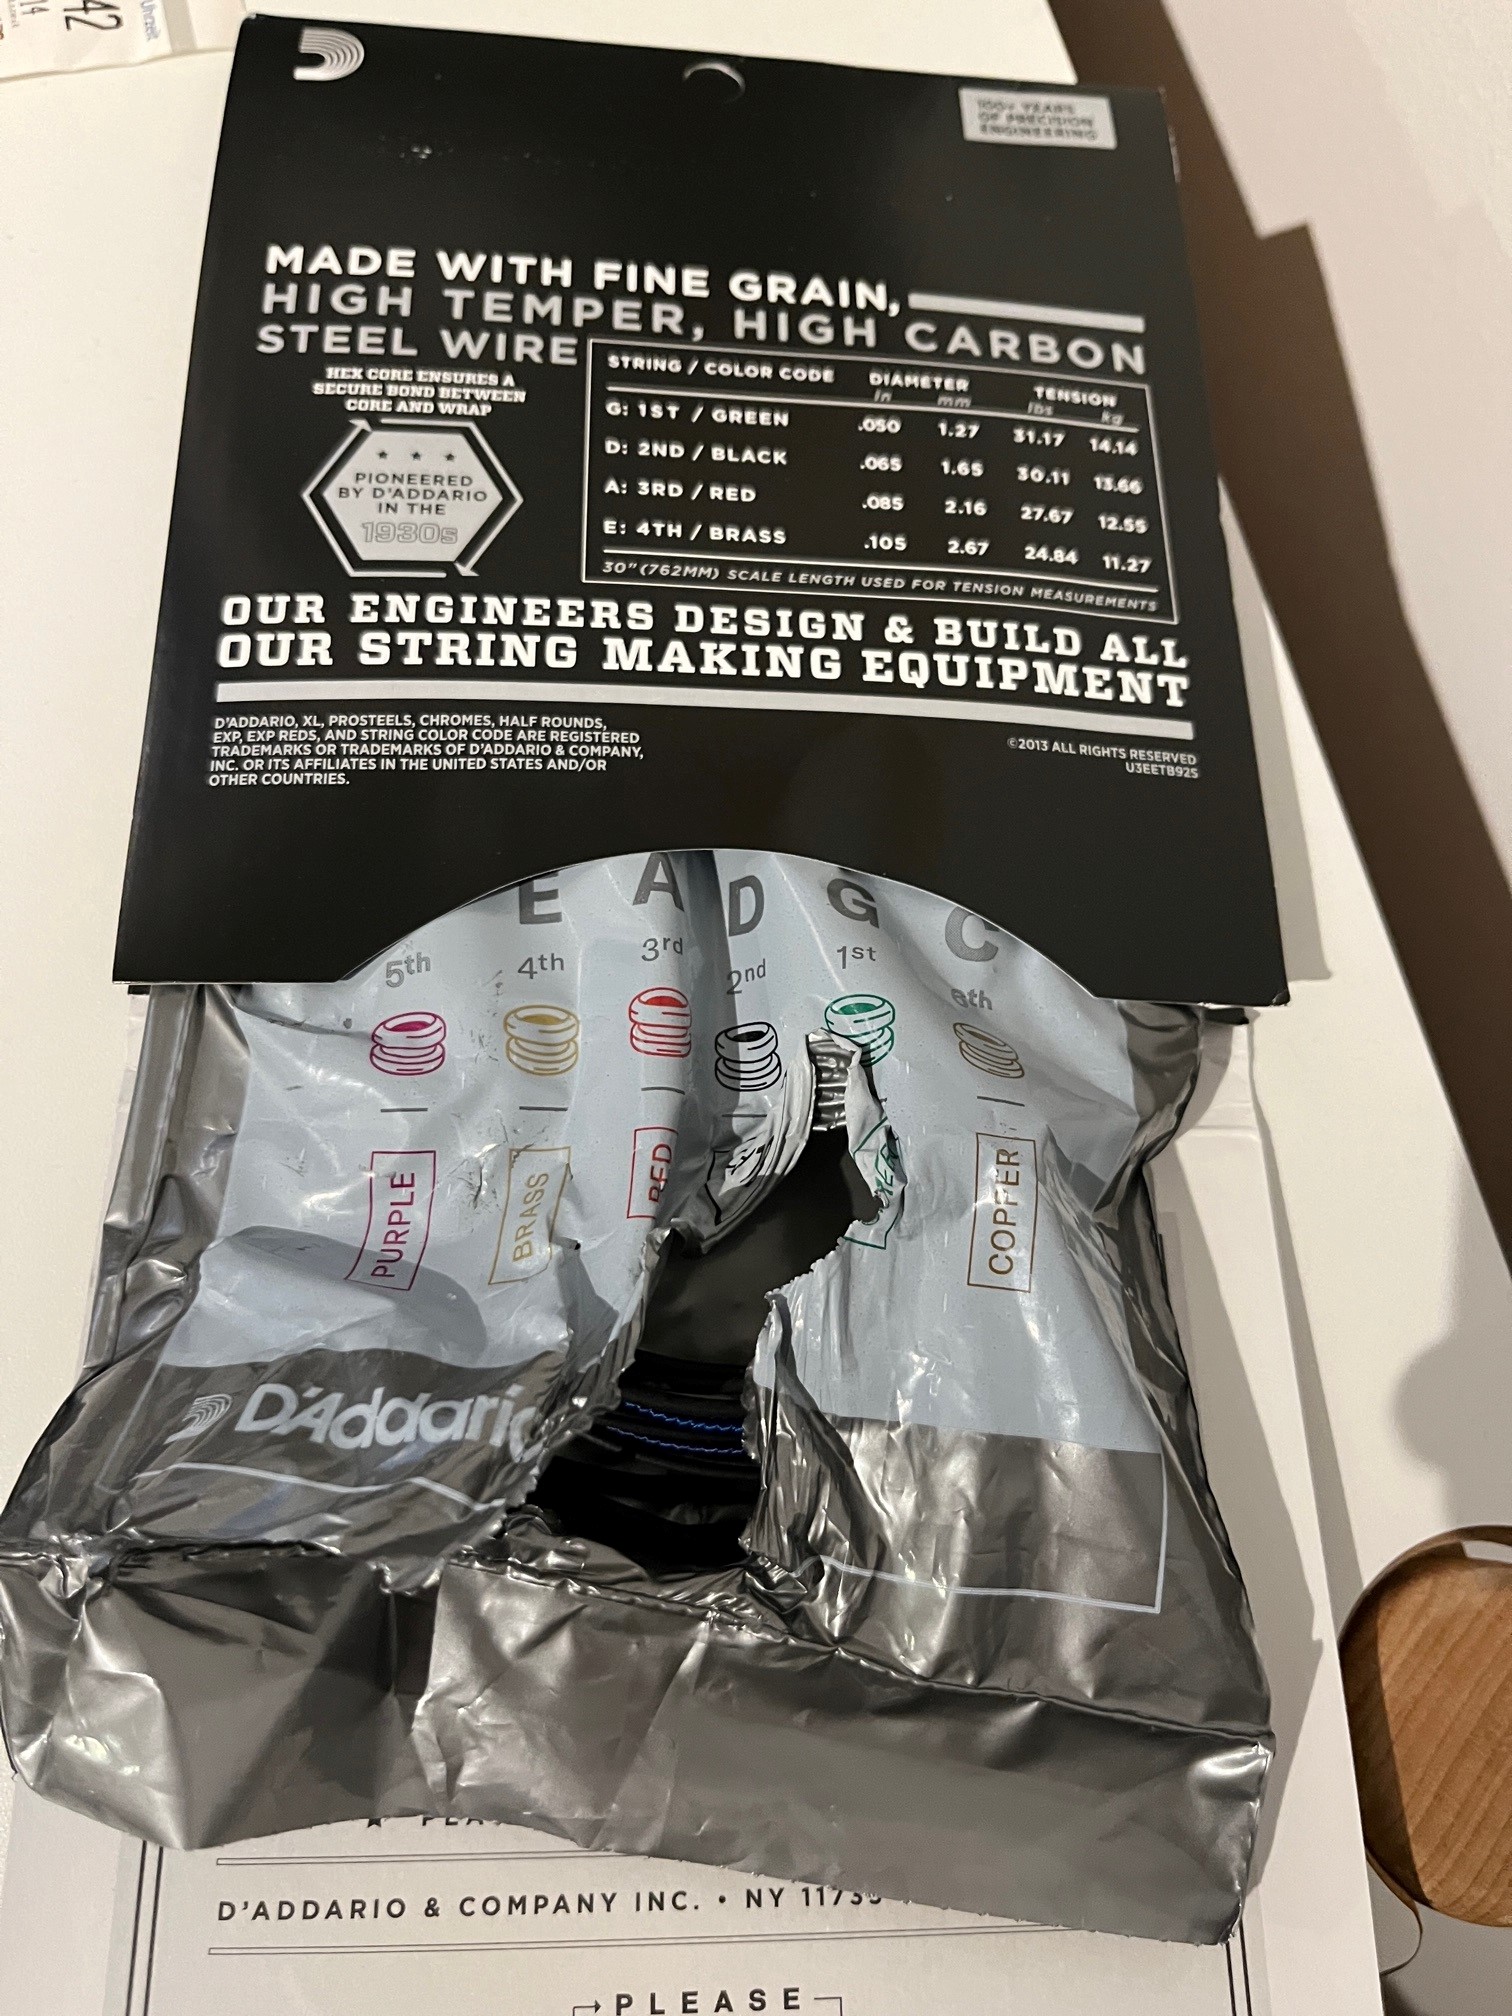 42
14
Uhrzeit
100+ YEARS
OF PRECISION
ENGINEERING
MADE WITH FINE GRAIN,
HIGH TEMPER, HIGH CARBON
STEEL WIRE
HEX CORE ENSURES A
SECURE BOND BETWEEN
CORE AND WRAP
PIONEERED
BY D'ADDARIO
IN THE
1930s
STRING / COLOR CODE DIAMETER TENSION
in mm lbs kg
G: 1ST / GREEN .050 1.27 31.17 14.14
D: 2ND / BLACK .065 1.65 30.11 13.66
A: 3RD / RED .085 2.16 27.67 12.55
E: 4TH / BRASS .105 2.67 24.84 11.27
30" (762MM) SCALE LENGTH USED FOR TENSION MEASUREMENTS
OUR ENGINEERS DESIGN & BUILD ALL
OUR STRING MAKING EQUIPMENT
D'ADDARIO, XL, PROSTEELS, CHROMES, HALF ROUNDS,
EXP, EXP REDS, AND STRING COLOR CODE ARE REGISTERED
TRADEMARKS OR TRADEMARKS OF D'ADDARIO & COMPANY,
INC. OR ITS AFFILIATES IN THE UNITED STATES AND/OR
OTHER COUNTRIES.
©2013 ALL RIGHTS RESERVED
U3EETB92S
E A D G C
5th 4th 3rd 2nd 1st 6th
PURPLE BRASS RED COPPER
D'Addario
D'ADDARIO & COMPANY INC. • NY 11735
PLEASE